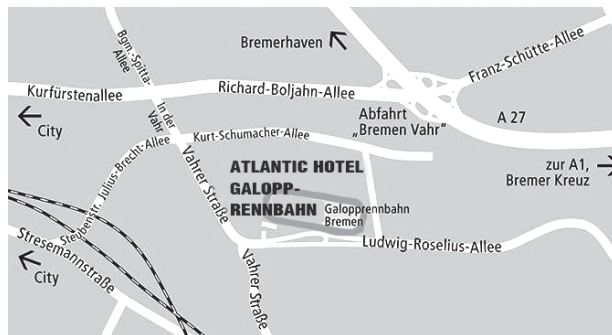 Bremerhaven
Franz-Schütte-Allee
Bgm.-Spitta-
Allee
Kurfürstenallee
Richard-Boljahn-Allee
City
In der
Vahr
Abfahrt
„Bremen Vahr“
A 27
Kurt-Schumacher-Allee
Julius-Brecht-Allee
Vahrer Straße
ATLANTIC HOTEL
GALOPP-
RENNBAHN
zur A1,
Bremer Kreuz
Galopprennbahn
Bremen
Steubenstr.
Stresemannstraße
City
Ludwig-Roselius-Allee
Vahrer Straße